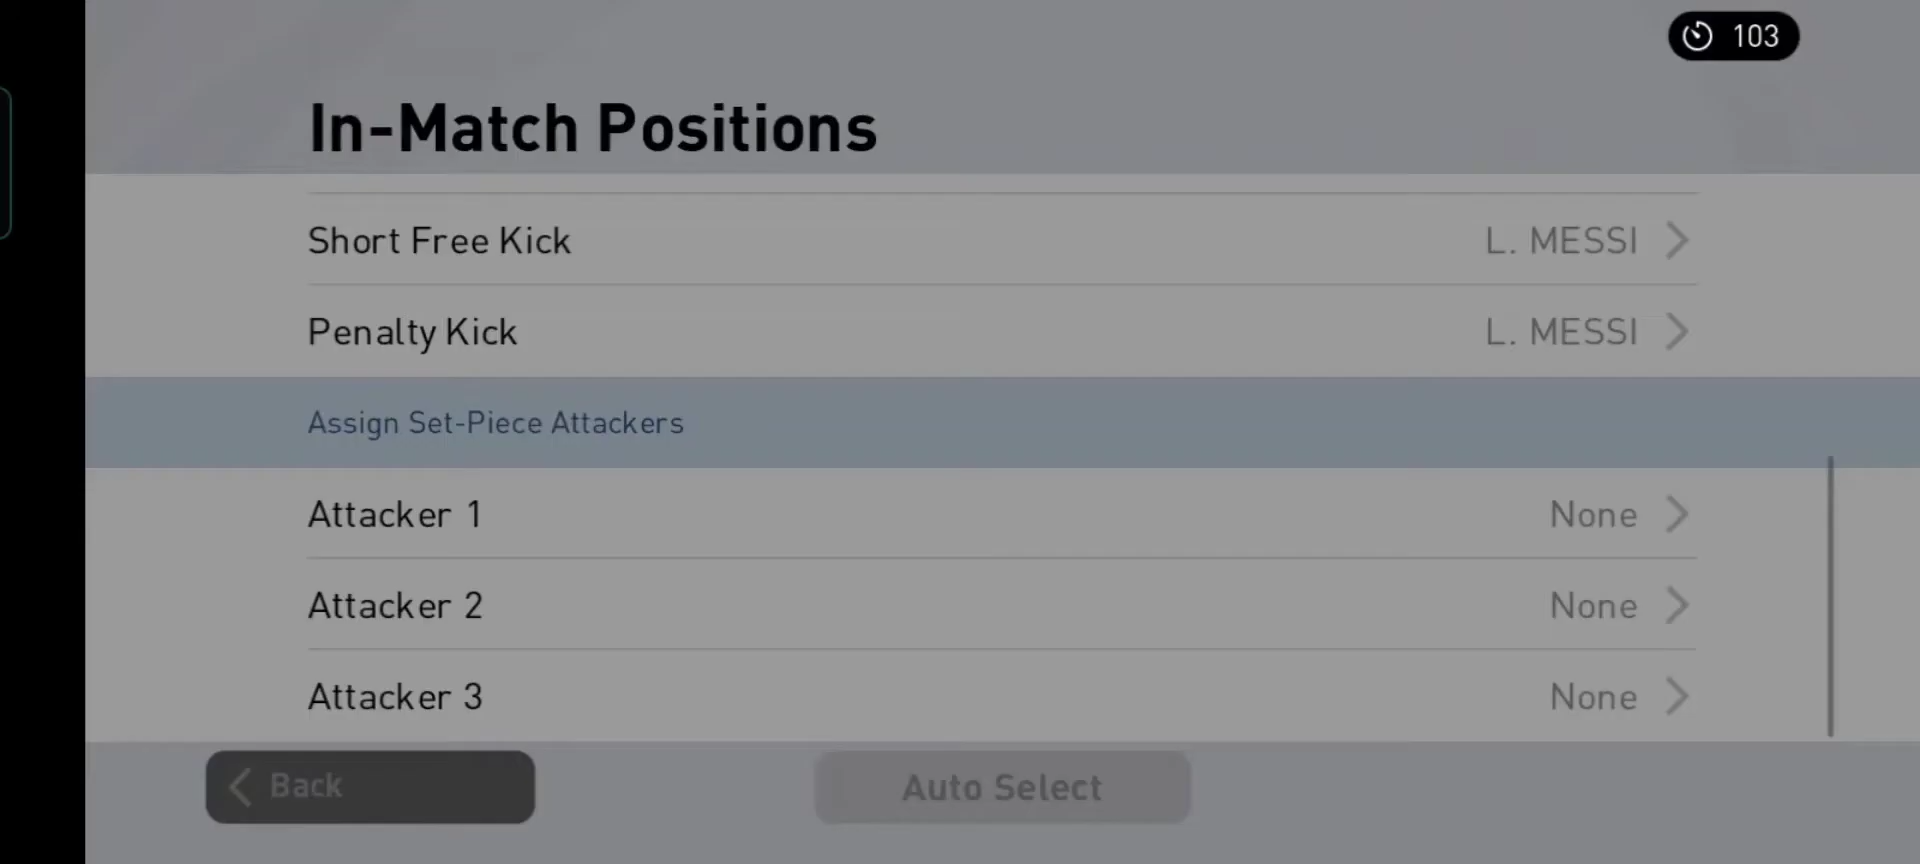 103
In-Match Positions
Short Free Kick L. MESSI
Penalty Kick L. MESSI
Assign Set-Piece Attackers
Attacker 1 None
Attacker 2 None
Attacker 3 None
Back Auto Select